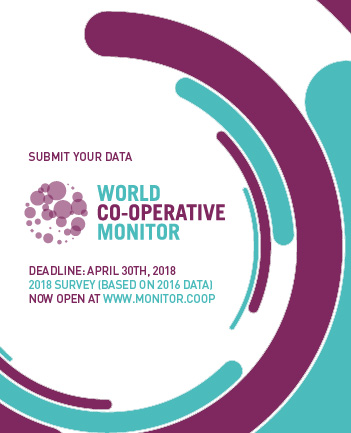 SUBMIT YOUR DATA
WORLD
CO-OPERATIVE
MONITOR
DEADLINE: APRIL 30TH, 2018
2018 SURVEY (BASED ON 2016 DATA)
NOW OPEN AT WWW.MONITOR.COOP